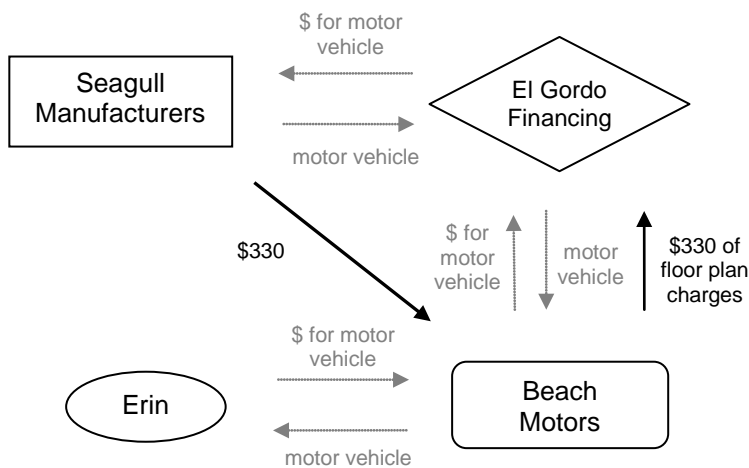 $ for motor
vehicle
Seagull
Manufacturers
El Gordo
Financing
motor vehicle
$330
$ for
motor
vehicle
motor
vehicle
$330 of
floor plan
charges
$ for motor
vehicle
Erin
Beach
Motors
motor vehicle